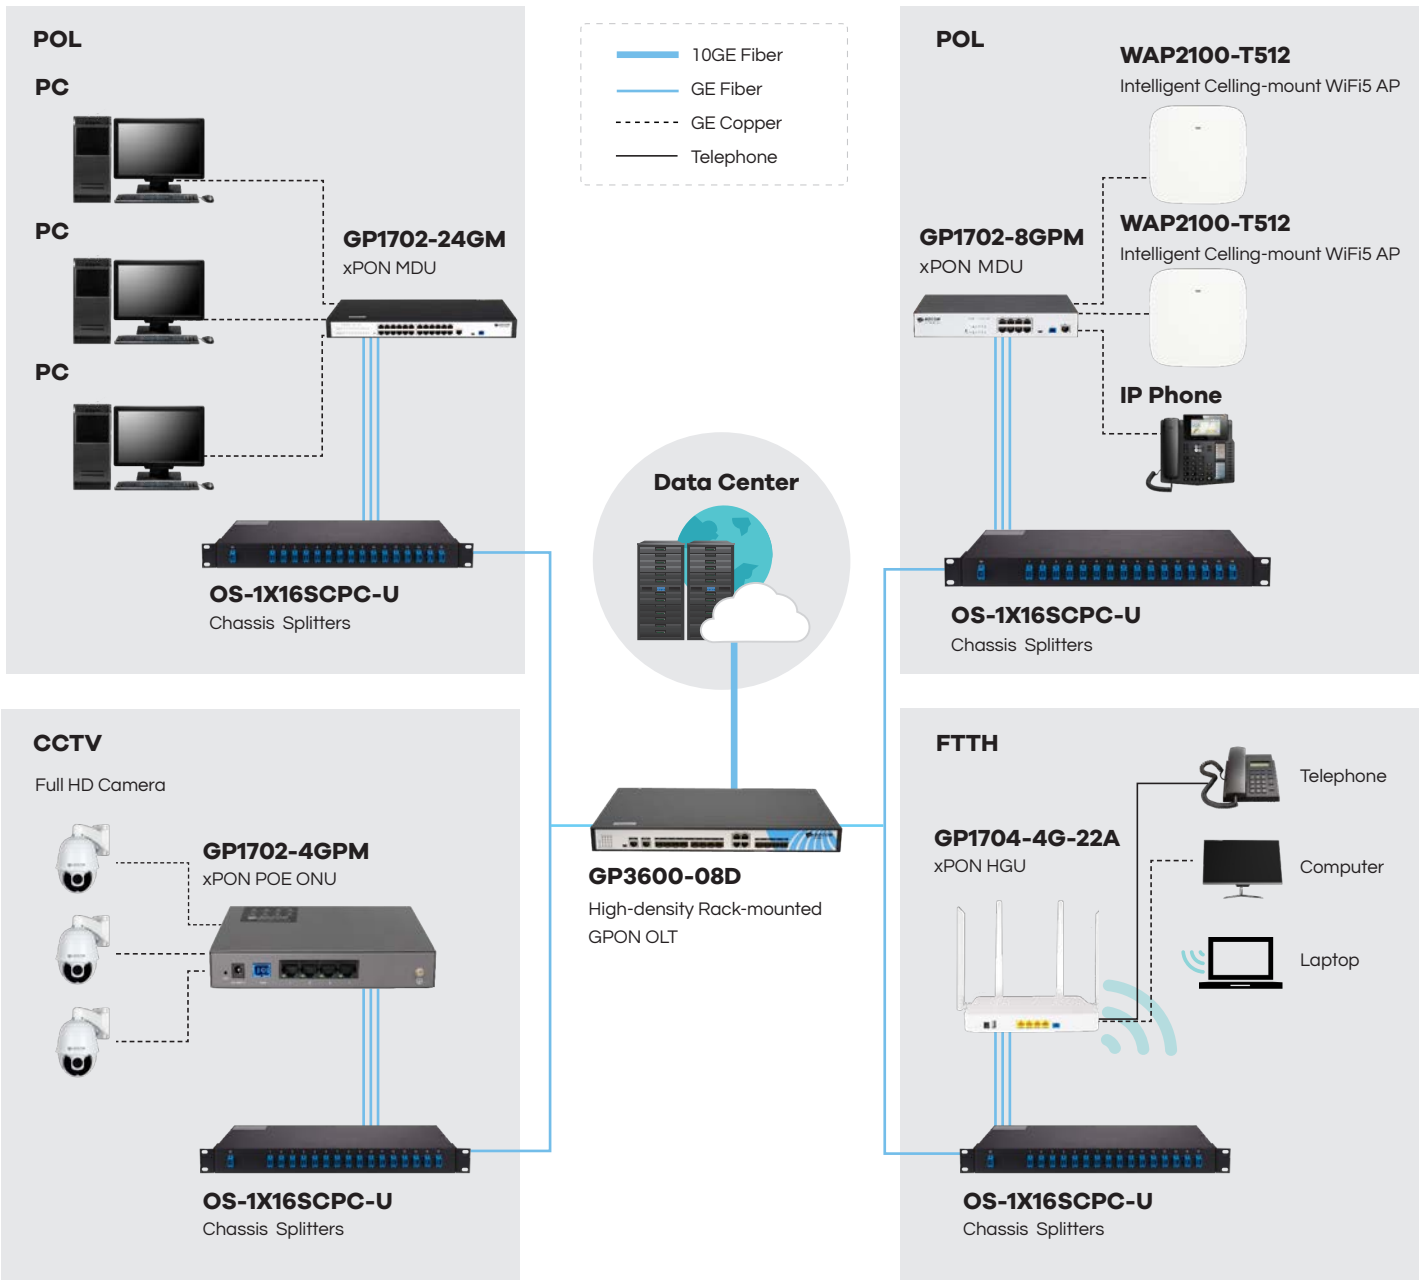 POL
PC
PC
GP1702-24GM
xPON MDU
PC
OS-1X16SCPC-U
Chassis Splitters
10GE Fiber
GE Fiber
GE Copper
Telephone
POL
WAP2100-T512
Intelligent Celling-mount WiFi5 AP
WAP2100-T512
Intelligent Celling-mount WiFi5 AP
GP1702-8GPM
xPON MDU
IP Phone
OS-1X16SCPC-U
Chassis Splitters
Data Center
GP3600-08D
High-density Rack-mounted
GPON OLT
CCTV
Full HD Camera
GP1702-4GPM
xPON POE ONU
OS-1X16SCPC-U
Chassis Splitters
FTTH
Telephone
GP1704-4G-22A
xPON HGU
Computer
Laptop
OS-1X16SCPC-U
Chassis Splitters